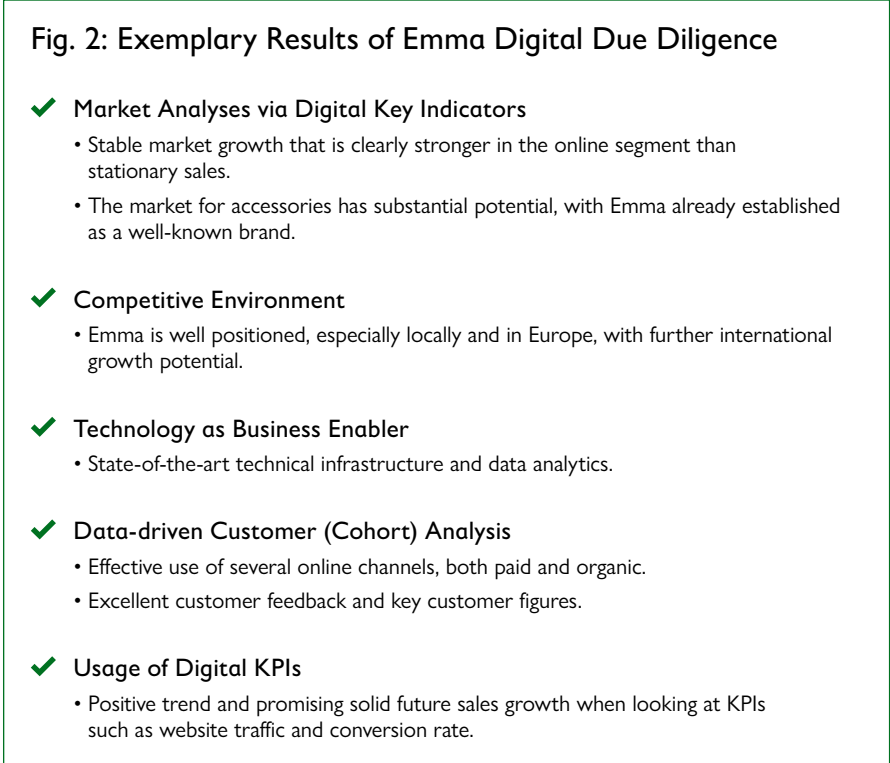 Fig. 2: Exemplary Results of Emma Digital Due Diligence
Market Analyses via Digital Key Indicators
• Stable market growth that is clearly stronger in the online segment than
stationary sales.
• The market for accessories has substantial potential, with Emma already established
as a well-known brand.
Competitive Environment
• Emma is well positioned, especially locally and in Europe, with further international
growth potential.
Technology as Business Enabler
• State-of-the-art technical infrastructure and data analytics.
Data-driven Customer (Cohort) Analysis
• Effective use of several online channels, both paid and organic.
• Excellent customer feedback and key customer figures.
Usage of Digital KPIs
• Positive trend and promising solid future sales growth when looking at KPIs
such as website traffic and conversion rate.